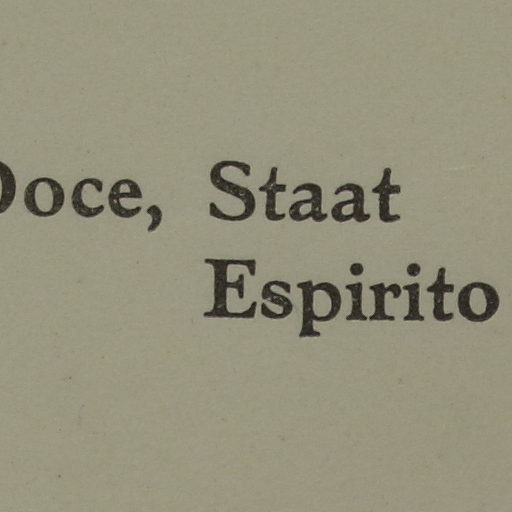 Doce, Staat
Espirito